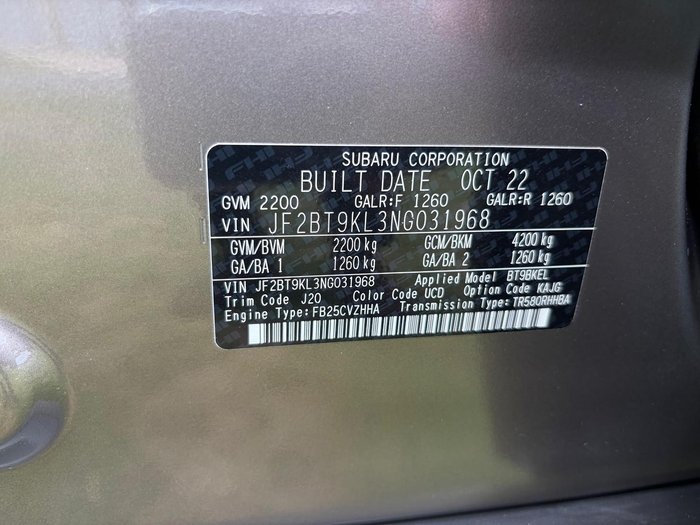 SUBARU CORPORATION
BUILT DATE OCT 22
GVM 2200 GALR:F 1260 GALR:R 1260
VIN JF2BT9KL3NG031968
GVM/BVM 2200 kg GCM/BKM 4200 kg
GA/BA 1 1260 kg GA/BA 2 1260 kg
VIN JF2BT9KL3NG031968 Applied Model BT9BKEL
Trim Code J20 Color Code UCD Option Code KAJG
Engine Type: FB25CVZHHA Transmission Type: TR580RHHBA